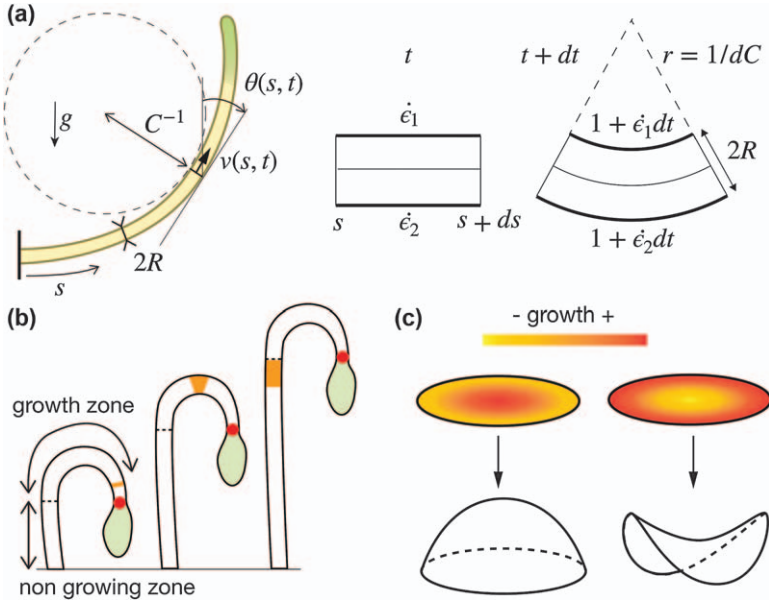 (a)
g
C⁻¹
θ(s, t)
v(s, t)
2R
s
t
ϵ̇₁
s ϵ̇₂ s + ds
t + dt r = 1/dC
1 + ϵ̇₁dt
2R
1 + ϵ̇₂dt
(b)
growth zone
non growing zone
(c)
- growth +